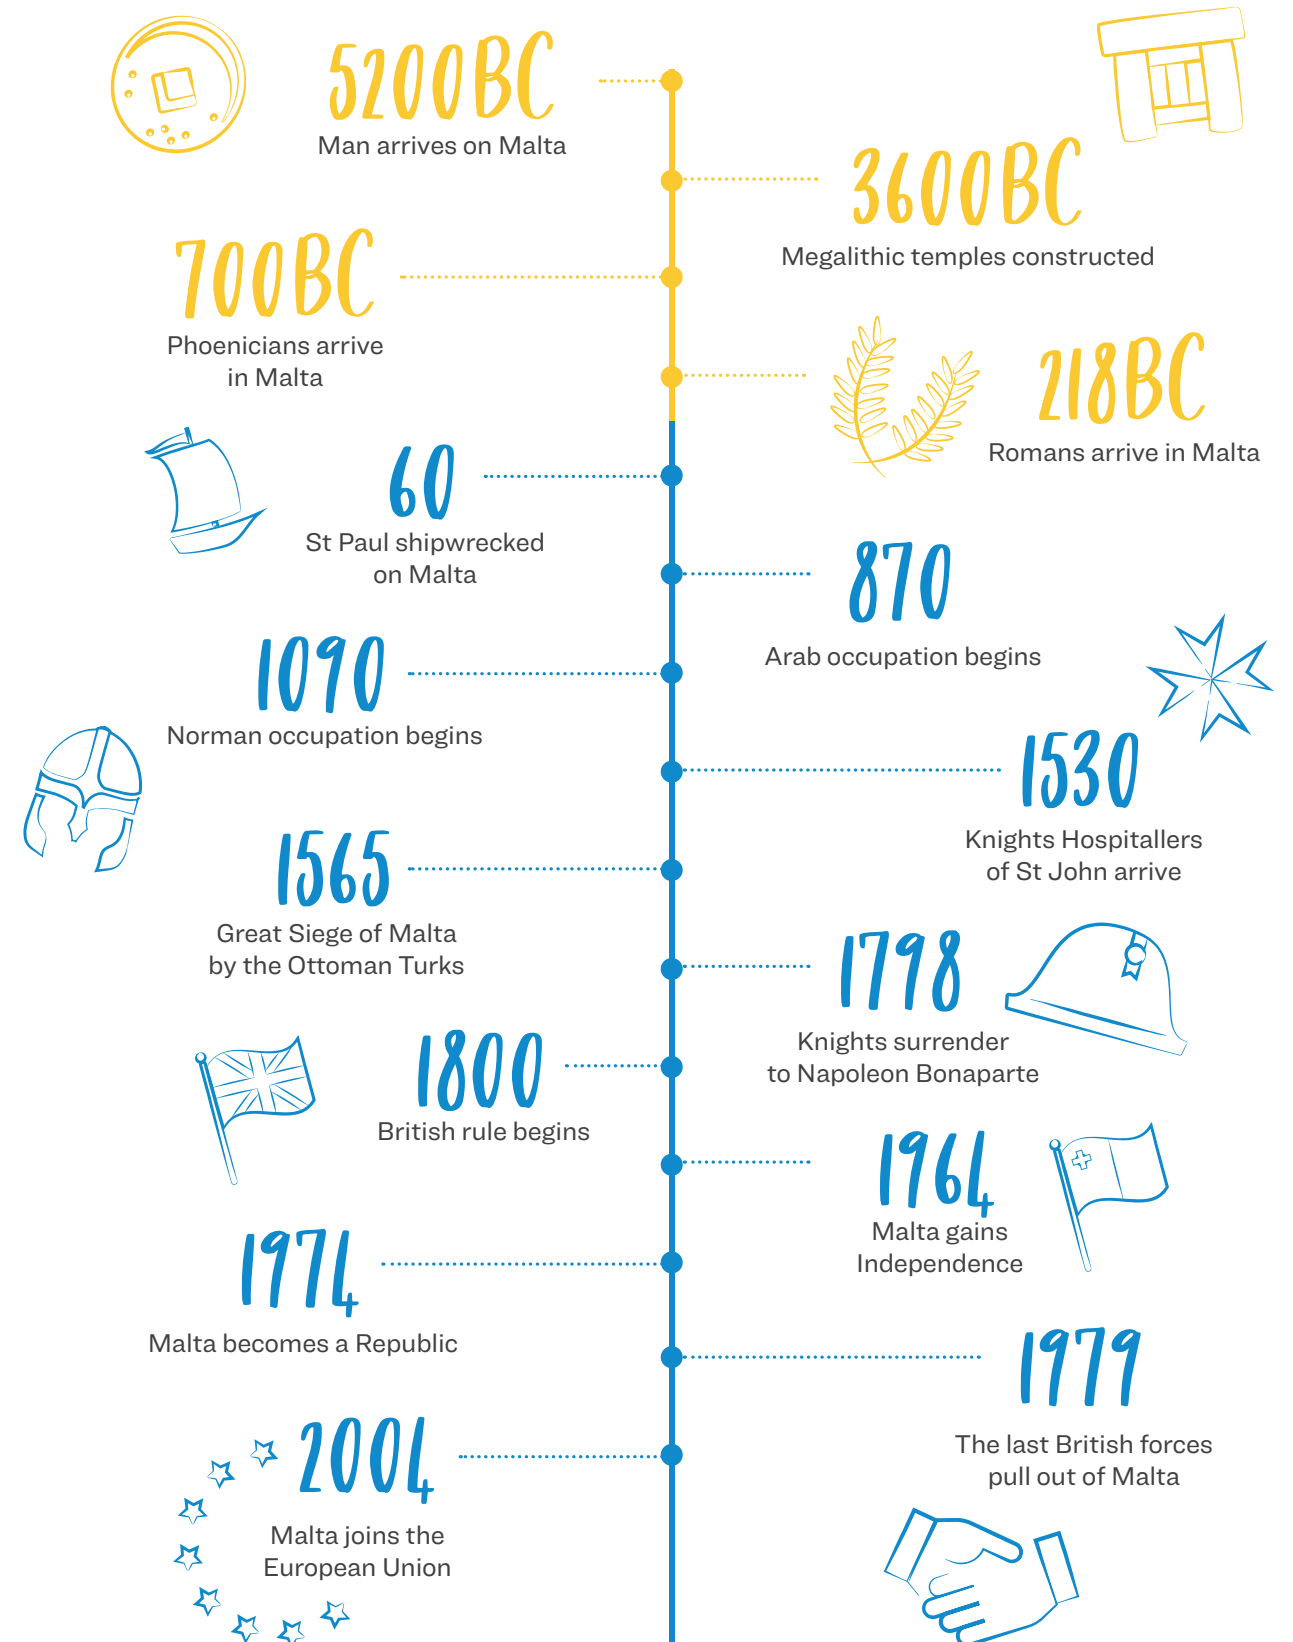 5200BC
Man arrives on Malta
3600BC
Megalithic temples constructed
700BC
Phoenicians arrive
in Malta
218BC
Romans arrive in Malta
60
St Paul shipwrecked
on Malta
870
Arab occupation begins
1090
Norman occupation begins
1530
Knights Hospitallers
of St John arrive
1565
Great Siege of Malta
by the Ottoman Turks
1798
Knights surrender
to Napoleon Bonaparte
1800
British rule begins
1964
Malta gains
Independence
1974
Malta becomes a Republic
1979
The last British forces
pull out of Malta
2004
Malta joins the
European Union